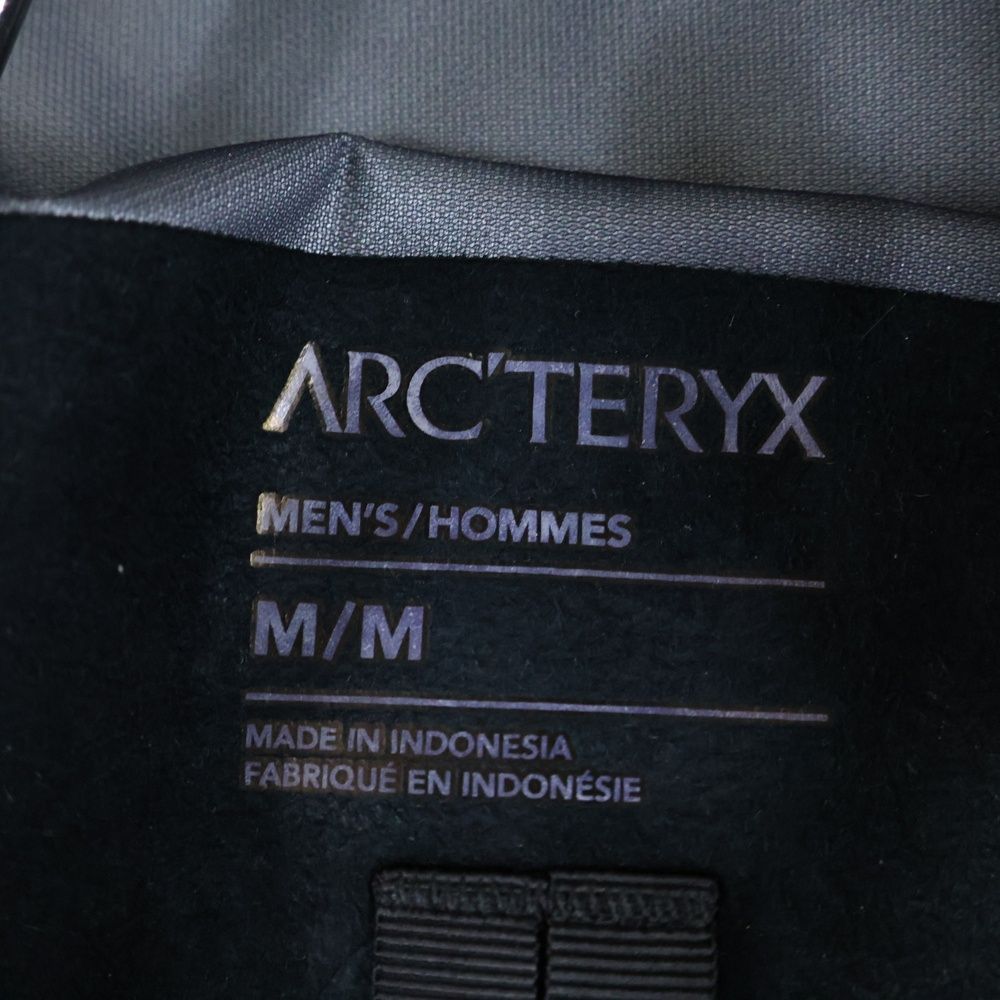 ARC'TERYX
MEN'S/HOMMES
M/M
MADE IN INDONESIA
FABRIQUÉ EN INDONÉSIE